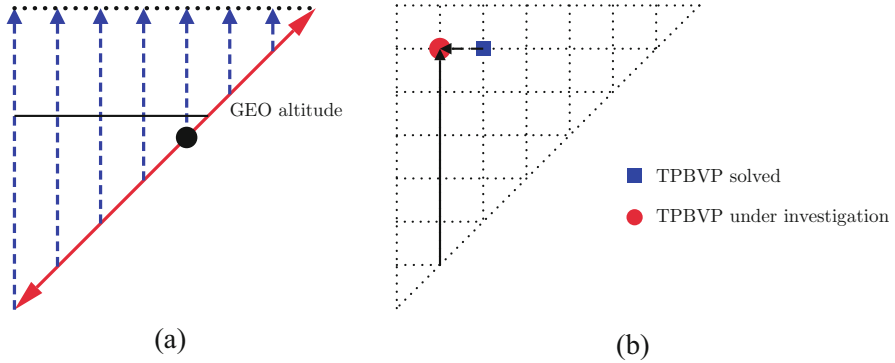 GEO altitude
(a)
(b)
TPBVP solved
TPBVP under investigation